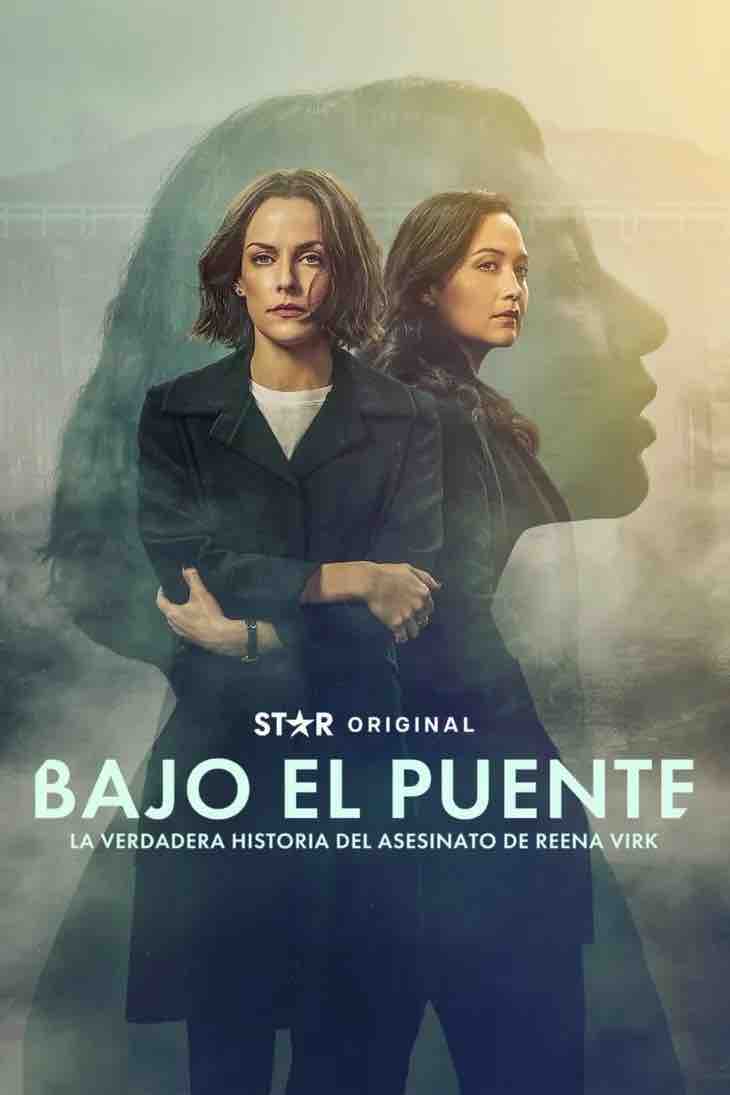 STAR ORIGINAL
BAJO EL PUENTE
LA VERDADERA HISTORIA DEL ASESINATO DE REENA VIRK